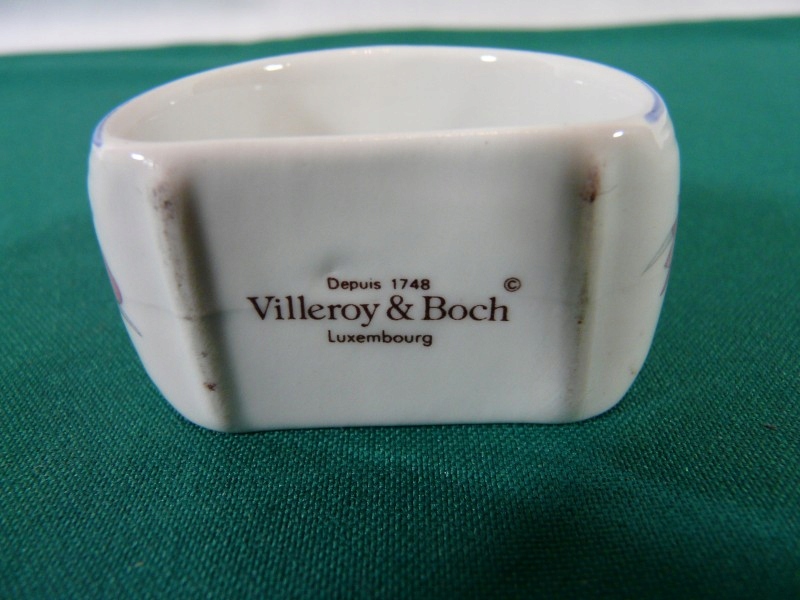 Depuis 1748 ©
Villeroy & Boch
Luxembourg